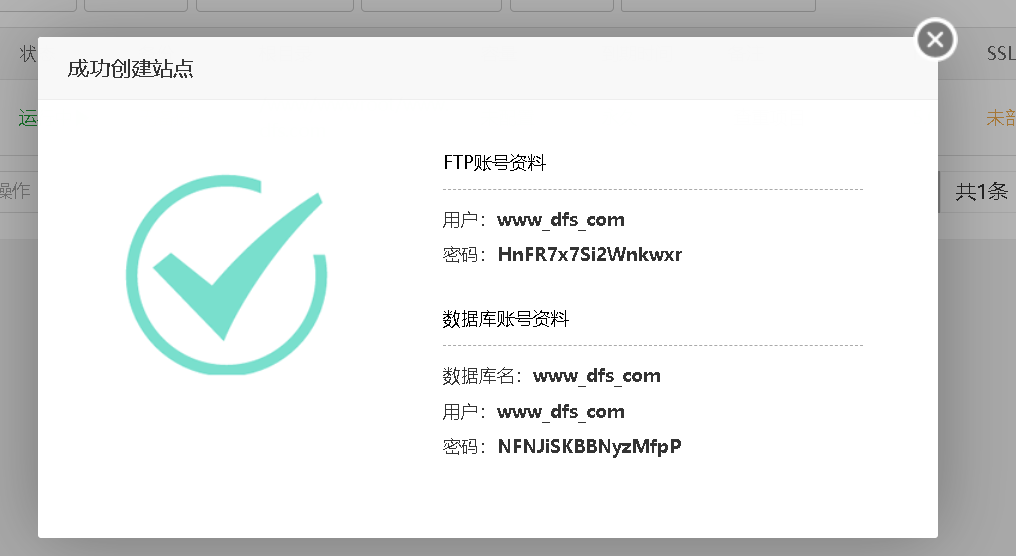 状
SSL
成功创建站点
运
未部
FTP账号资料
操作
共1条
用户：www_dfs_com
密码：HnFR7x7Si2Wnkwxr
数据库账号资料
数据库名：www_dfs_com
用户：www_dfs_com
密码：NFNJiSKBBNyzMfpP